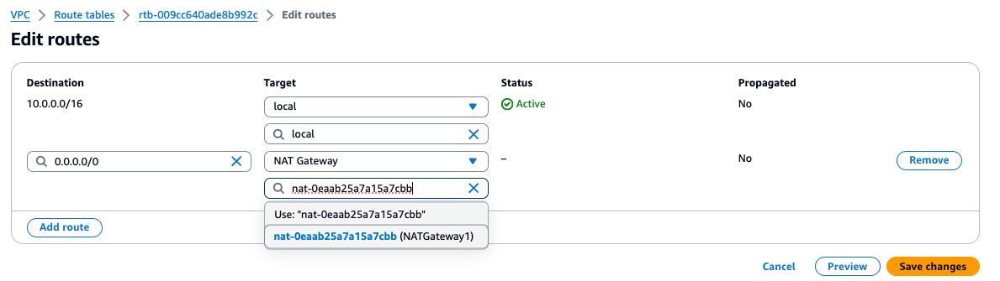 VPC > Route tables > rtb-009cc640ade8b992c > Edit routes
Edit routes
Destination Target Status Propagated
10.0.0.0/16 local Active No
local
0.0.0.0/0 NAT Gateway – No Remove
nat-0eaab25a7a15a7cbb
Use: "nat-0eaab25a7a15a7cbb"
Add route
nat-0eaab25a7a15a7cbb (NATGateway1)
Cancel Preview Save changes